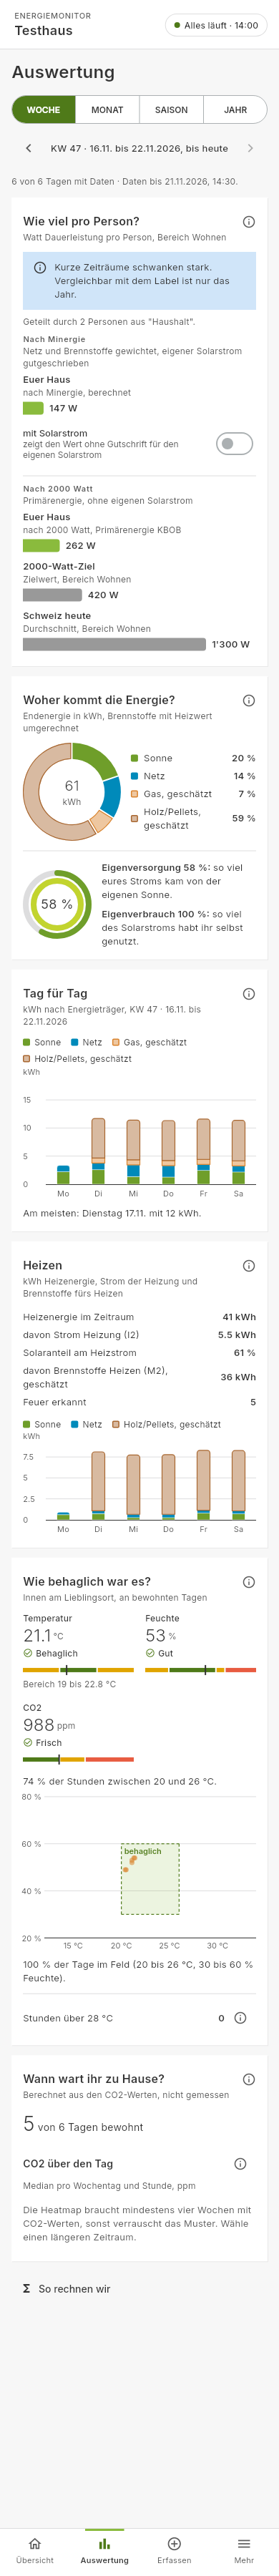 ENERGIEMONITOR
Testhaus
Alles läuft · 14:00
Auswertung
WOCHE
MONAT
SAISON
JAHR
KW 47 · 16.11. bis 22.11.2026, bis heute
6 von 6 Tagen mit Daten · Daten bis 21.11.2026, 14:30.
Wie viel pro Person?
Watt Dauerleistung pro Person, Bereich Wohnen
Kurze Zeiträume schwanken stark.
Vergleichbar mit dem Label ist nur das
Jahr.
Geteilt durch 2 Personen aus "Haushalt".
Nach Minergie
Netz und Brennstoffe gewichtet, eigener Solarstrom
gutgeschrieben
Euer Haus
nach Minergie, berechnet
147 W
mit Solarstrom
zeigt den Wert ohne Gutschrift für den
eigenen Solarstrom
Nach 2000 Watt
Primärenergie, ohne eigenen Solarstrom
Euer Haus
nach 2000 Watt, Primärenergie KBOB
262 W
2000-Watt-Ziel
Zielwert, Bereich Wohnen
420 W
Schweiz heute
Durchschnitt, Bereich Wohnen
1'300 W
Woher kommt die Energie?
Endenergie in kWh, Brennstoffe mit Heizwert
umgerechnet
61
kWh
Sonne 20 %
Netz 14 %
Gas, geschätzt 7 %
Holz/Pellets,
geschätzt 59 %
58 %
Eigenversorgung 58 %: so viel
eures Stroms kam von der
eigenen Sonne.
Eigenverbrauch 100 %: so viel
des Solarstroms habt ihr selbst
genutzt.
Tag für Tag
kWh nach Energieträger, KW 47 · 16.11. bis
22.11.2026
Sonne Netz Gas, geschätzt
Holz/Pellets, geschätzt
kWh
15
10
5
0
Mo Di Mi Do Fr Sa
Am meisten: Dienstag 17.11. mit 12 kWh.
Heizen
kWh Heizenergie, Strom der Heizung und
Brennstoffe fürs Heizen
Heizenergie im Zeitraum 41 kWh
davon Strom Heizung (I2) 5.5 kWh
Solaranteil am Heizstrom 61 %
davon Brennstoffe Heizen (M2),
geschätzt 36 kWh
Feuer erkannt 5
Sonne Netz Holz/Pellets, geschätzt
kWh
7.5
5
2.5
0
Mo Di Mi Do Fr Sa
Wie behaglich war es?
Innen am Lieblingsort, an bewohnten Tagen
Temperatur
21.1 °C
Behaglich
Bereich 19 bis 22.8 °C
Feuchte
53 %
Gut
CO2
988 ppm
Frisch
74 % der Stunden zwischen 20 und 26 °C.
80 %
60 %
40 %
20 %
behaglich
15 °C 20 °C 25 °C 30 °C
100 % der Tage im Feld (20 bis 26 °C, 30 bis 60 %
Feuchte).
Stunden über 28 °C 0
Wann wart ihr zu Hause?
Berechnet aus den CO2-Werten, nicht gemessen
5 von 6 Tagen bewohnt
CO2 über den Tag
Median pro Wochentag und Stunde, ppm
Die Heatmap braucht mindestens vier Wochen mit
CO2-Werten, sonst verrauscht das Muster. Wähle
einen längeren Zeitraum.
Σ So rechnen wir
Übersicht
Auswertung
Erfassen
Mehr